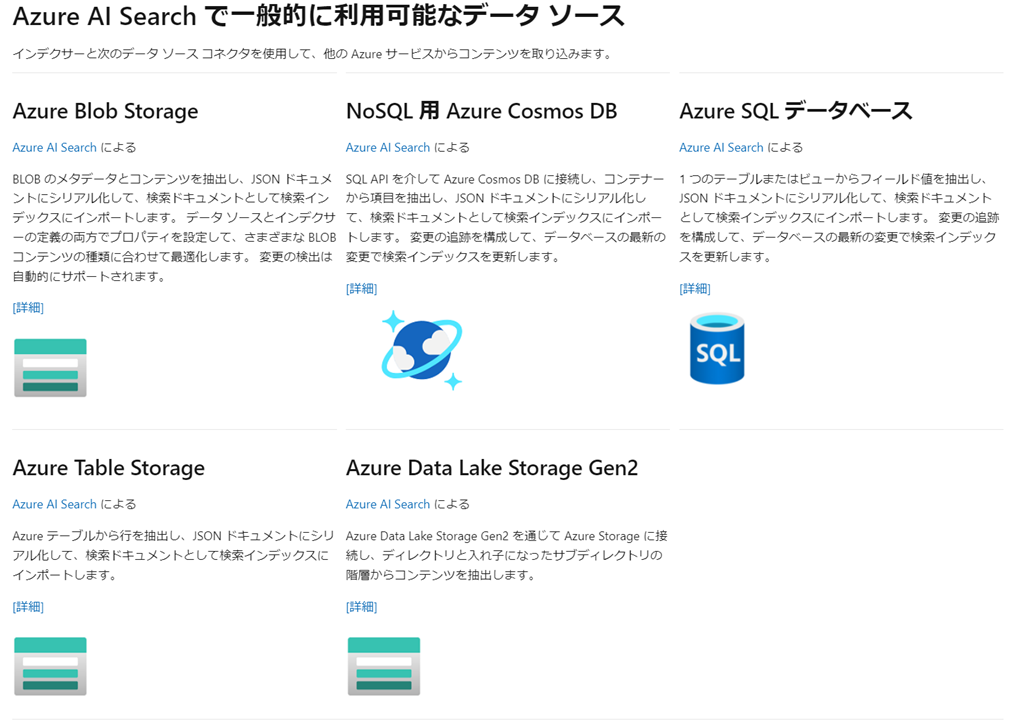 Azure AI Search で一般的に利用可能なデータ ソース
インデクサーと次のデータ ソース コネクタを使用して、他の Azure サービスからコンテンツを取り込みます。
Azure Blob Storage
Azure AI Search による
BLOB のメタデータとコンテンツを抽出し、JSON ドキュメ
ントにシリアル化して、検索ドキュメントとして検索イン
デックスにインポートします。 データ ソースとインデクサ
ーの定義の両方でプロパティを設定して、さまざまな BLOB
コンテンツの種類に合わせて最適化します。 変更の検出は
自動的にサポートされます。
[詳細]
NoSQL 用 Azure Cosmos DB
Azure AI Search による
SQL API を介して Azure Cosmos DB に接続し、コンテナー
から項目を抽出し、JSON ドキュメントにシリアル化し
て、検索ドキュメントとして検索インデックスにインポー
トします。 変更の追跡を構成して、データベースの最新の
変更で検索インデックスを更新します。
[詳細]
Azure SQL データベース
Azure AI Search による
1 つのテーブルまたはビューからフィールド値を抽出し、
JSON ドキュメントにシリアル化して、検索ドキュメント
として検索インデックスにインポートします。 変更の追跡
を構成して、データベースの最新の変更で検索インデック
スを更新します。
[詳細]
SQL
Azure Table Storage
Azure AI Search による
Azure テーブルから行を抽出し、JSON ドキュメントにシリ
アル化して、検索ドキュメントとして検索インデックスに
インポートします。
[詳細]
Azure Data Lake Storage Gen2
Azure AI Search による
Azure Data Lake Storage Gen2 を通じて Azure Storage に接
続し、ディレクトリと入れ子になったサブディレクトリの
階層からコンテンツを抽出します。
[詳細]